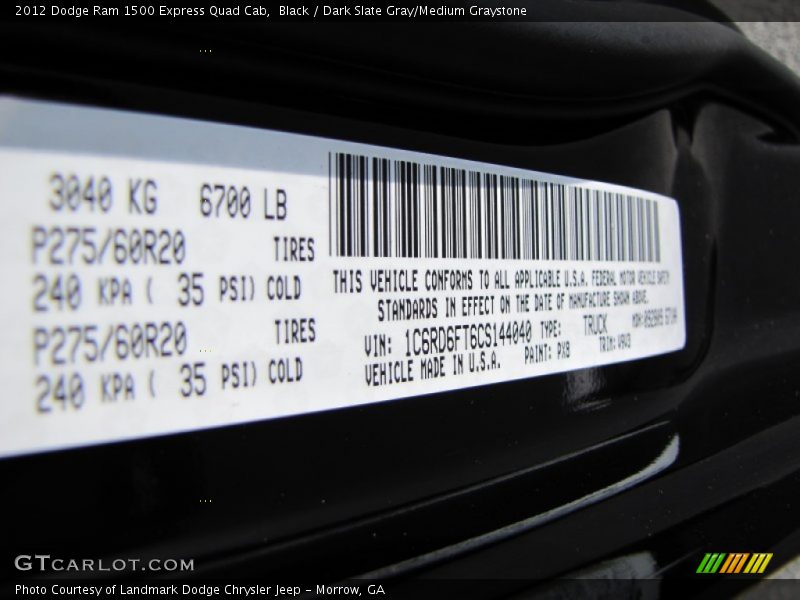 2012 Dodge Ram 1500 Express Quad Cab,  Black / Dark Slate Gray/Medium Graystone
3040 KG 6700 LB
P275/60R20 TIRES
240 KPA ( 35 PSI) COLD
P275/60R20 TIRES
240 KPA ( 35 PSI) COLD
THIS VEHICLE CONFORMS TO ALL APPLICABLE U.S.A. FEDERAL MOTOR VEHICLE SAFETY
STANDARDS IN EFFECT ON THE DATE OF MANUFACTURE SHOWN ABOVE.
VIN: 1C6RD6FT6CS144040 TYPE: TRUCK
VEHICLE MADE IN U.S.A. PAINT: PX8 TRIM: V9X8
GTCARLOT.COM
Photo Courtesy of Landmark Dodge Chrysler Jeep - Morrow, GA